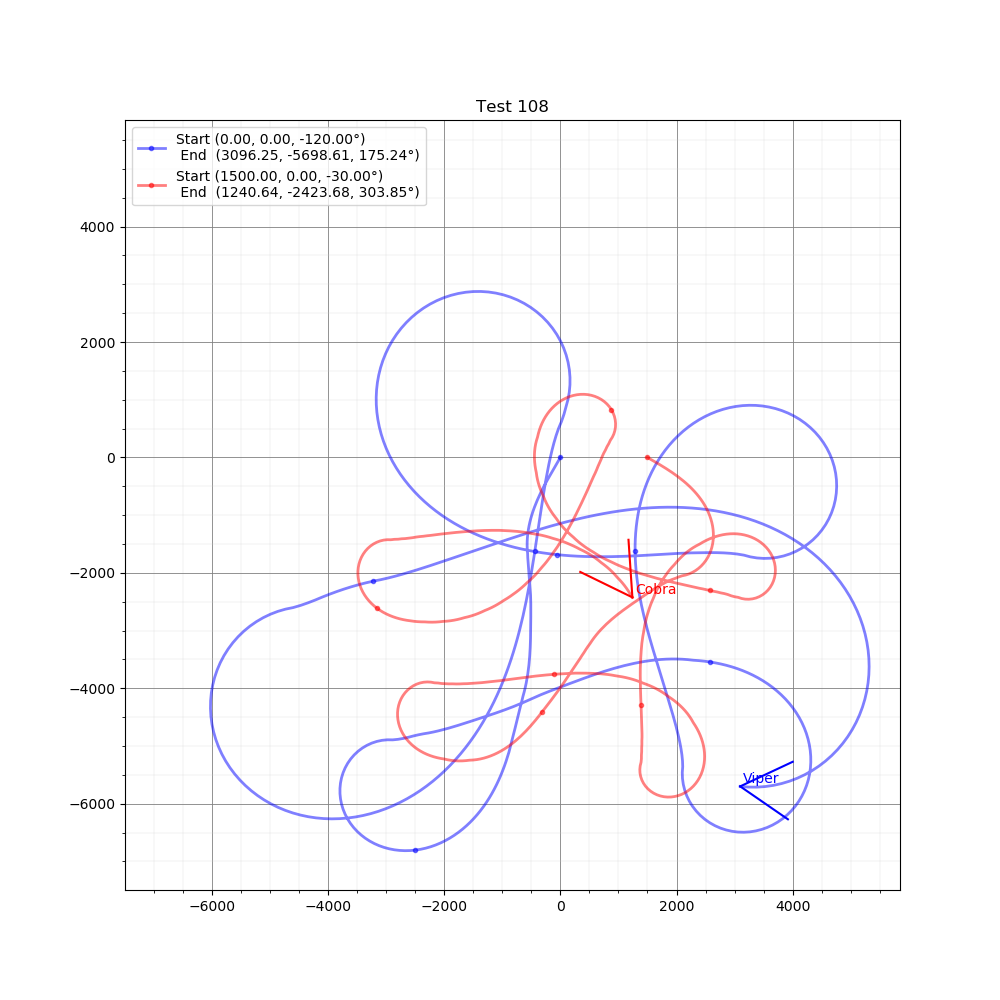 Test 108
Start (0.00, 0.00, -120.00°)
End (3096.25, -5698.61, 175.24°)
Start (1500.00, 0.00, -30.00°)
End (1240.64, -2423.68, 303.85°)
4000
2000
0
−2000
−4000
−6000
Cobra
Viper
−6000 −4000 −2000 0 2000 4000